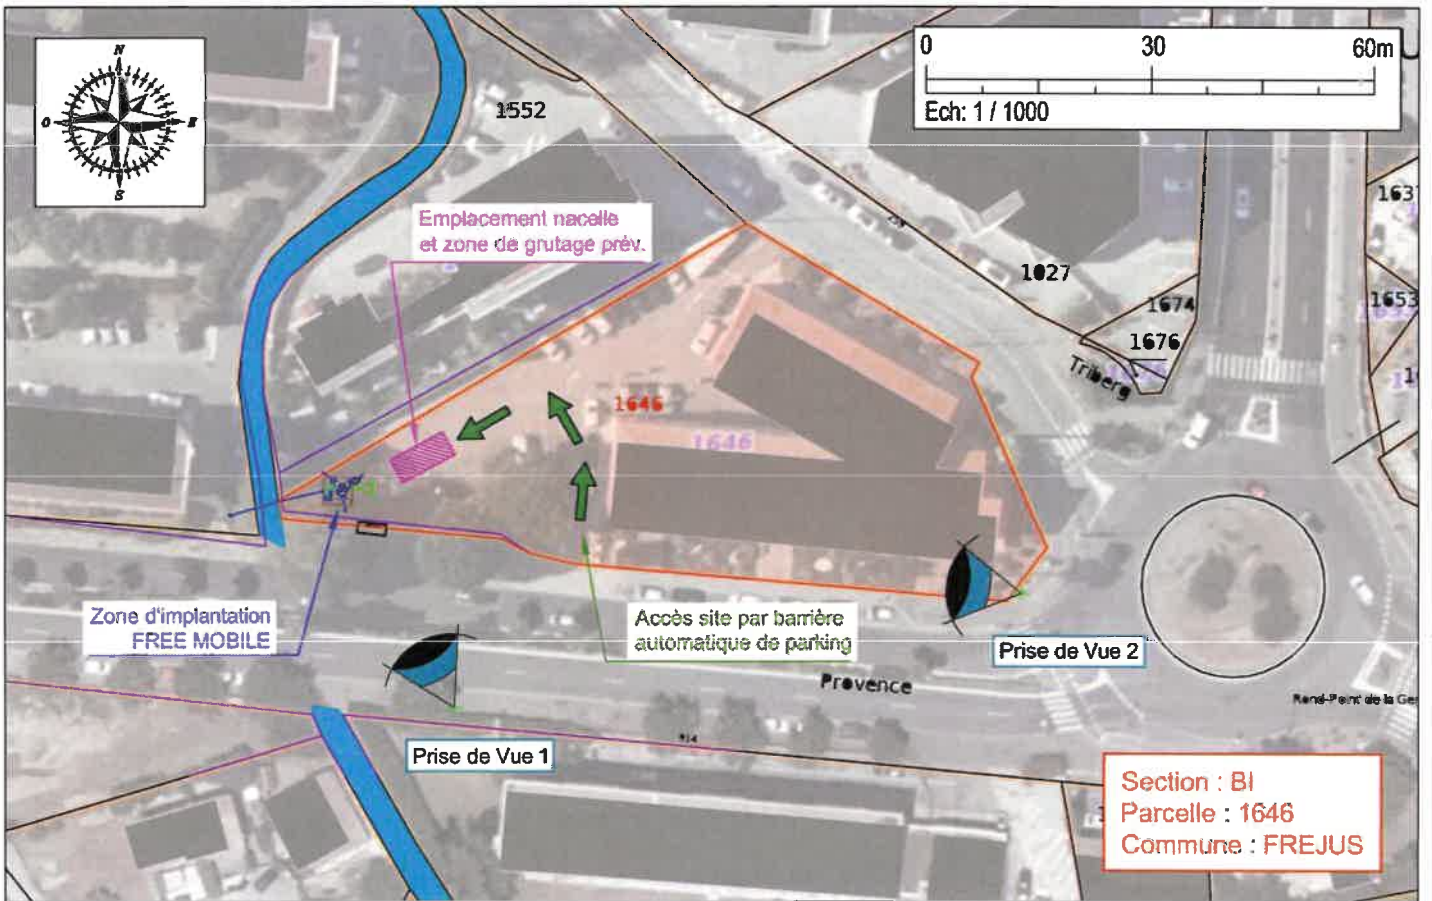 N
O
E
S
0 30 60m
Ech: 1 / 1000
1552
Emplacement nacelle
et zone de grutage prév.
1027
1674
1676
Triberg
1653
1646
1646
Zone d'implantation
FREE MOBILE
Accès site par barrière
automatique de parking
Prise de Vue 2
Provence
Prise de Vue 1
914
Section : BI
Parcelle : 1646
Commune : FREJUS